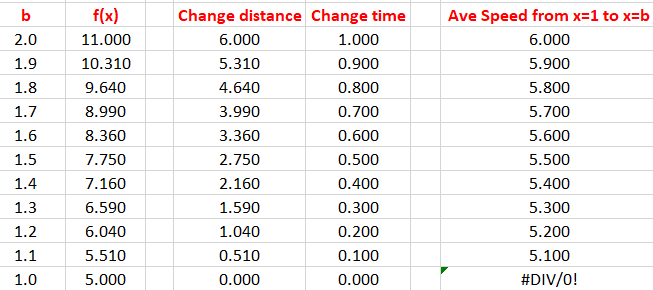 b f(x) Change distance Change time Ave Speed from x=1 to x=b
2.0 11.000 6.000 1.000 6.000
1.9 10.310 5.310 0.900 5.900
1.8 9.640 4.640 0.800 5.800
1.7 8.990 3.990 0.700 5.700
1.6 8.360 3.360 0.600 5.600
1.5 7.750 2.750 0.500 5.500
1.4 7.160 2.160 0.400 5.400
1.3 6.590 1.590 0.300 5.300
1.2 6.040 1.040 0.200 5.200
1.1 5.510 0.510 0.100 5.100
1.0 5.000 0.000 0.000 #DIV/0!